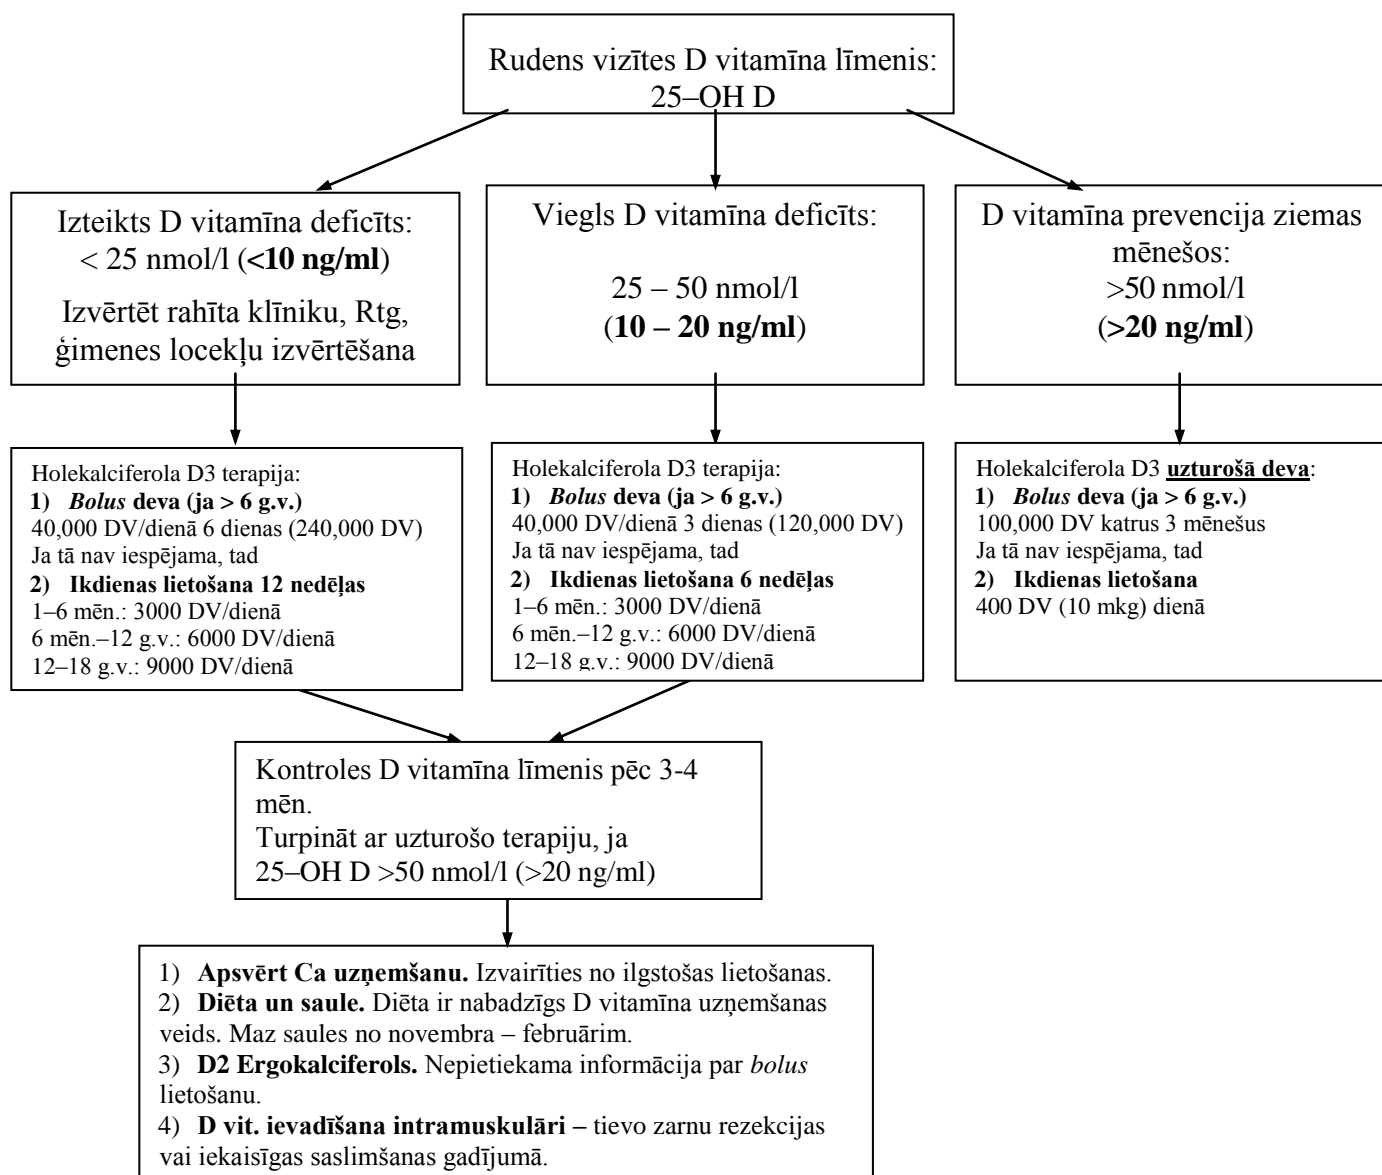 Rudens vizītes D vitamīna līmenis:
25–OH D
Izteikts D vitamīna deficīts:
< 25 nmol/l (<10 ng/ml)
Izvērtēt rahīta klīniku, Rtg,
ģimenes locekļu izvērtēšana
Viegls D vitamīna deficīts:
25 – 50 nmol/l
(10 – 20 ng/ml)
D vitamīna prevencija ziemas
mēnešos:
>50 nmol/l
(>20 ng/ml)
Holekalciferola D3 terapija:
1) Bolus deva (ja > 6 g.v.)
40,000 DV/dienā 6 dienas (240,000 DV)
Ja tā nav iespējama, tad
2) Ikdienas lietošana 12 nedēļas
1–6 mēn.: 3000 DV/dienā
6 mēn.–12 g.v.: 6000 DV/dienā
12–18 g.v.: 9000 DV/dienā
Holekalciferola D3 terapija:
1) Bolus deva (ja > 6 g.v.)
40,000 DV/dienā 3 dienas (120,000 DV)
Ja tā nav iespējama, tad
2) Ikdienas lietošana 6 nedēļas
1–6 mēn.: 3000 DV/dienā
6 mēn.–12 g.v.: 6000 DV/dienā
12–18 g.v.: 9000 DV/dienā
Holekalciferola D3 uzturošā deva:
1) Bolus deva (ja > 6 g.v.)
100,000 DV katrus 3 mēnešus
Ja tā nav iespējama, tad
2) Ikdienas lietošana
400 DV (10 mkg) dienā
Kontroles D vitamīna līmenis pēc 3-4
mēn.
Turpināt ar uzturošo terapiju, ja
25–OH D >50 nmol/l (>20 ng/ml)
1) Apsvērt Ca uzņemšanu. Izvairīties no ilgstošas lietošanas.
2) Diēta un saule. Diēta ir nabadzīgs D vitamīna uzņemšanas
veids. Maz saules no novembra – februārim.
3) D2 Ergokalciferols. Nepietiekama informācija par bolus
lietošanu.
4) D vit. ievadīšana intramuskulāri – tievo zarnu rezekcijas
vai iekaisīgas saslimšanas gadījumā.